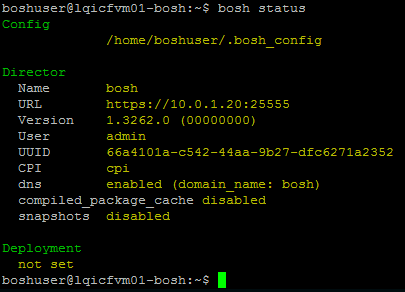 boshuser@lqicfvm01-bosh:~$ bosh status
Config
/home/boshuser/.bosh_config
Director
Name bosh
URL https://10.0.1.20:25555
Version 1.3262.0 (00000000)
User admin
UUID 66a4101a-c542-44aa-9b27-dfc6271a2352
CPI cpi
dns enabled (domain_name: bosh)
compiled_package_cache disabled
snapshots disabled
Deployment
not set
boshuser@lqicfvm01-bosh:~$